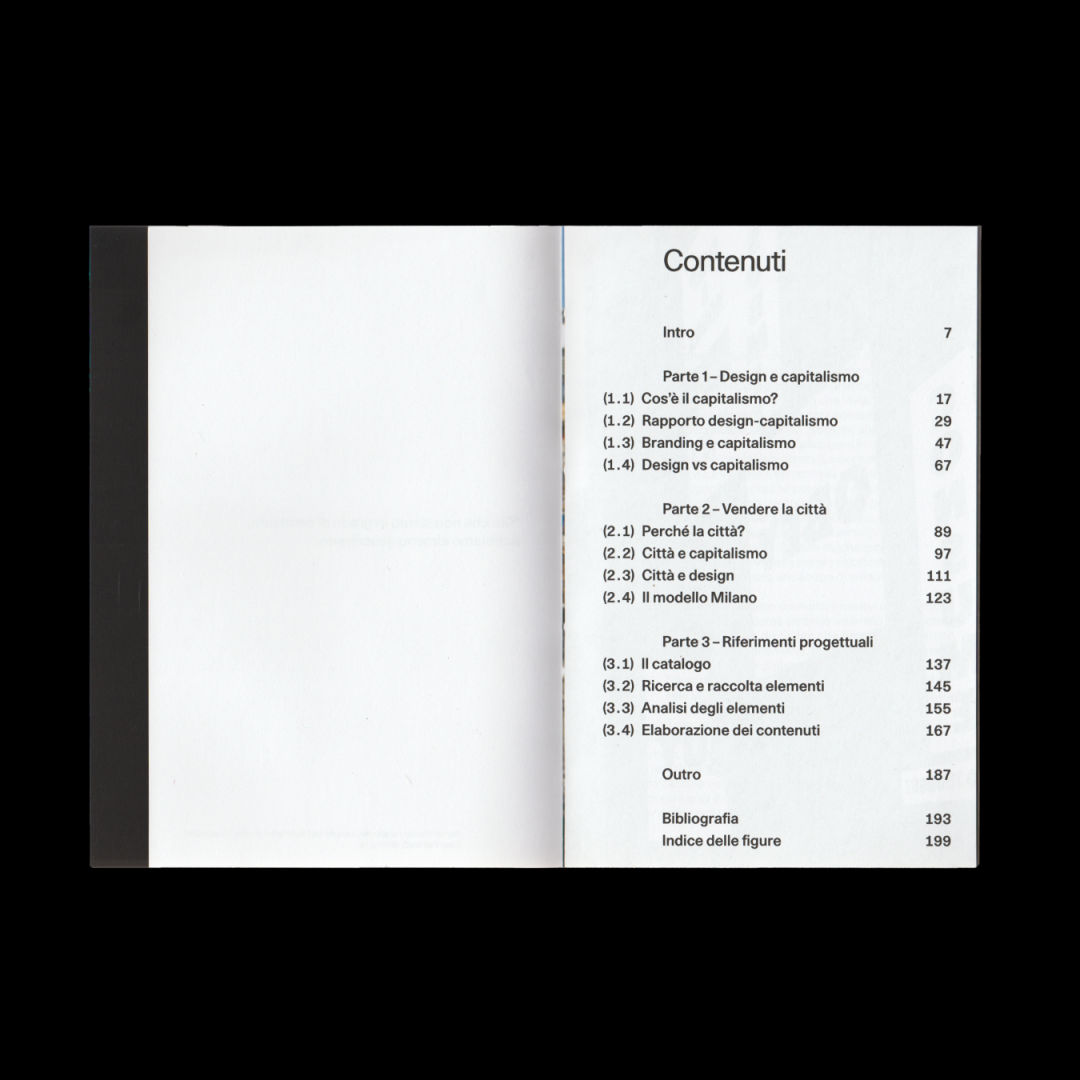 Contenuti
Intro 7
Parte 1 – Design e capitalismo
(1.1) Cos'è il capitalismo? 17
(1.2) Rapporto design-capitalismo 29
(1.3) Branding e capitalismo 47
(1.4) Design vs capitalismo 67
Parte 2 – Vendere la città
(2.1) Perché la città? 89
(2.2) Città e capitalismo 97
(2.3) Città e design 111
(2.4) Il modello Milano 123
Parte 3 – Riferimenti progettuali
(3.1) Il catalogo 137
(3.2) Ricerca e raccolta elementi 145
(3.3) Analisi degli elementi 155
(3.4) Elaborazione dei contenuti 167
Outro 187
Bibliografia 193
Indice delle figure 199